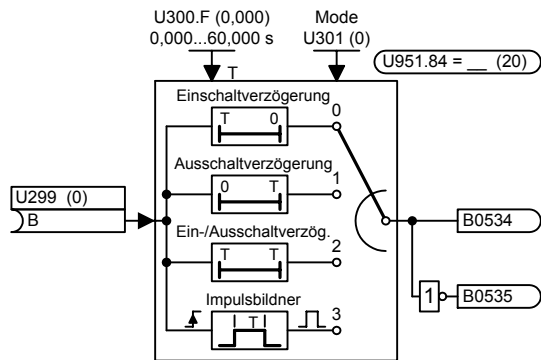 U300.F (0,000)
0,000...60,000 s
Mode
U301 (0)
U951.84 = __ (20)
T
Einschaltverzögerung
0
T 0
Ausschaltverzögerung
1
0 T
U299 (0)
B
B0534
Ein-/Ausschaltverzög.
2
T T
Impulsbildner
3
T
1
B0535